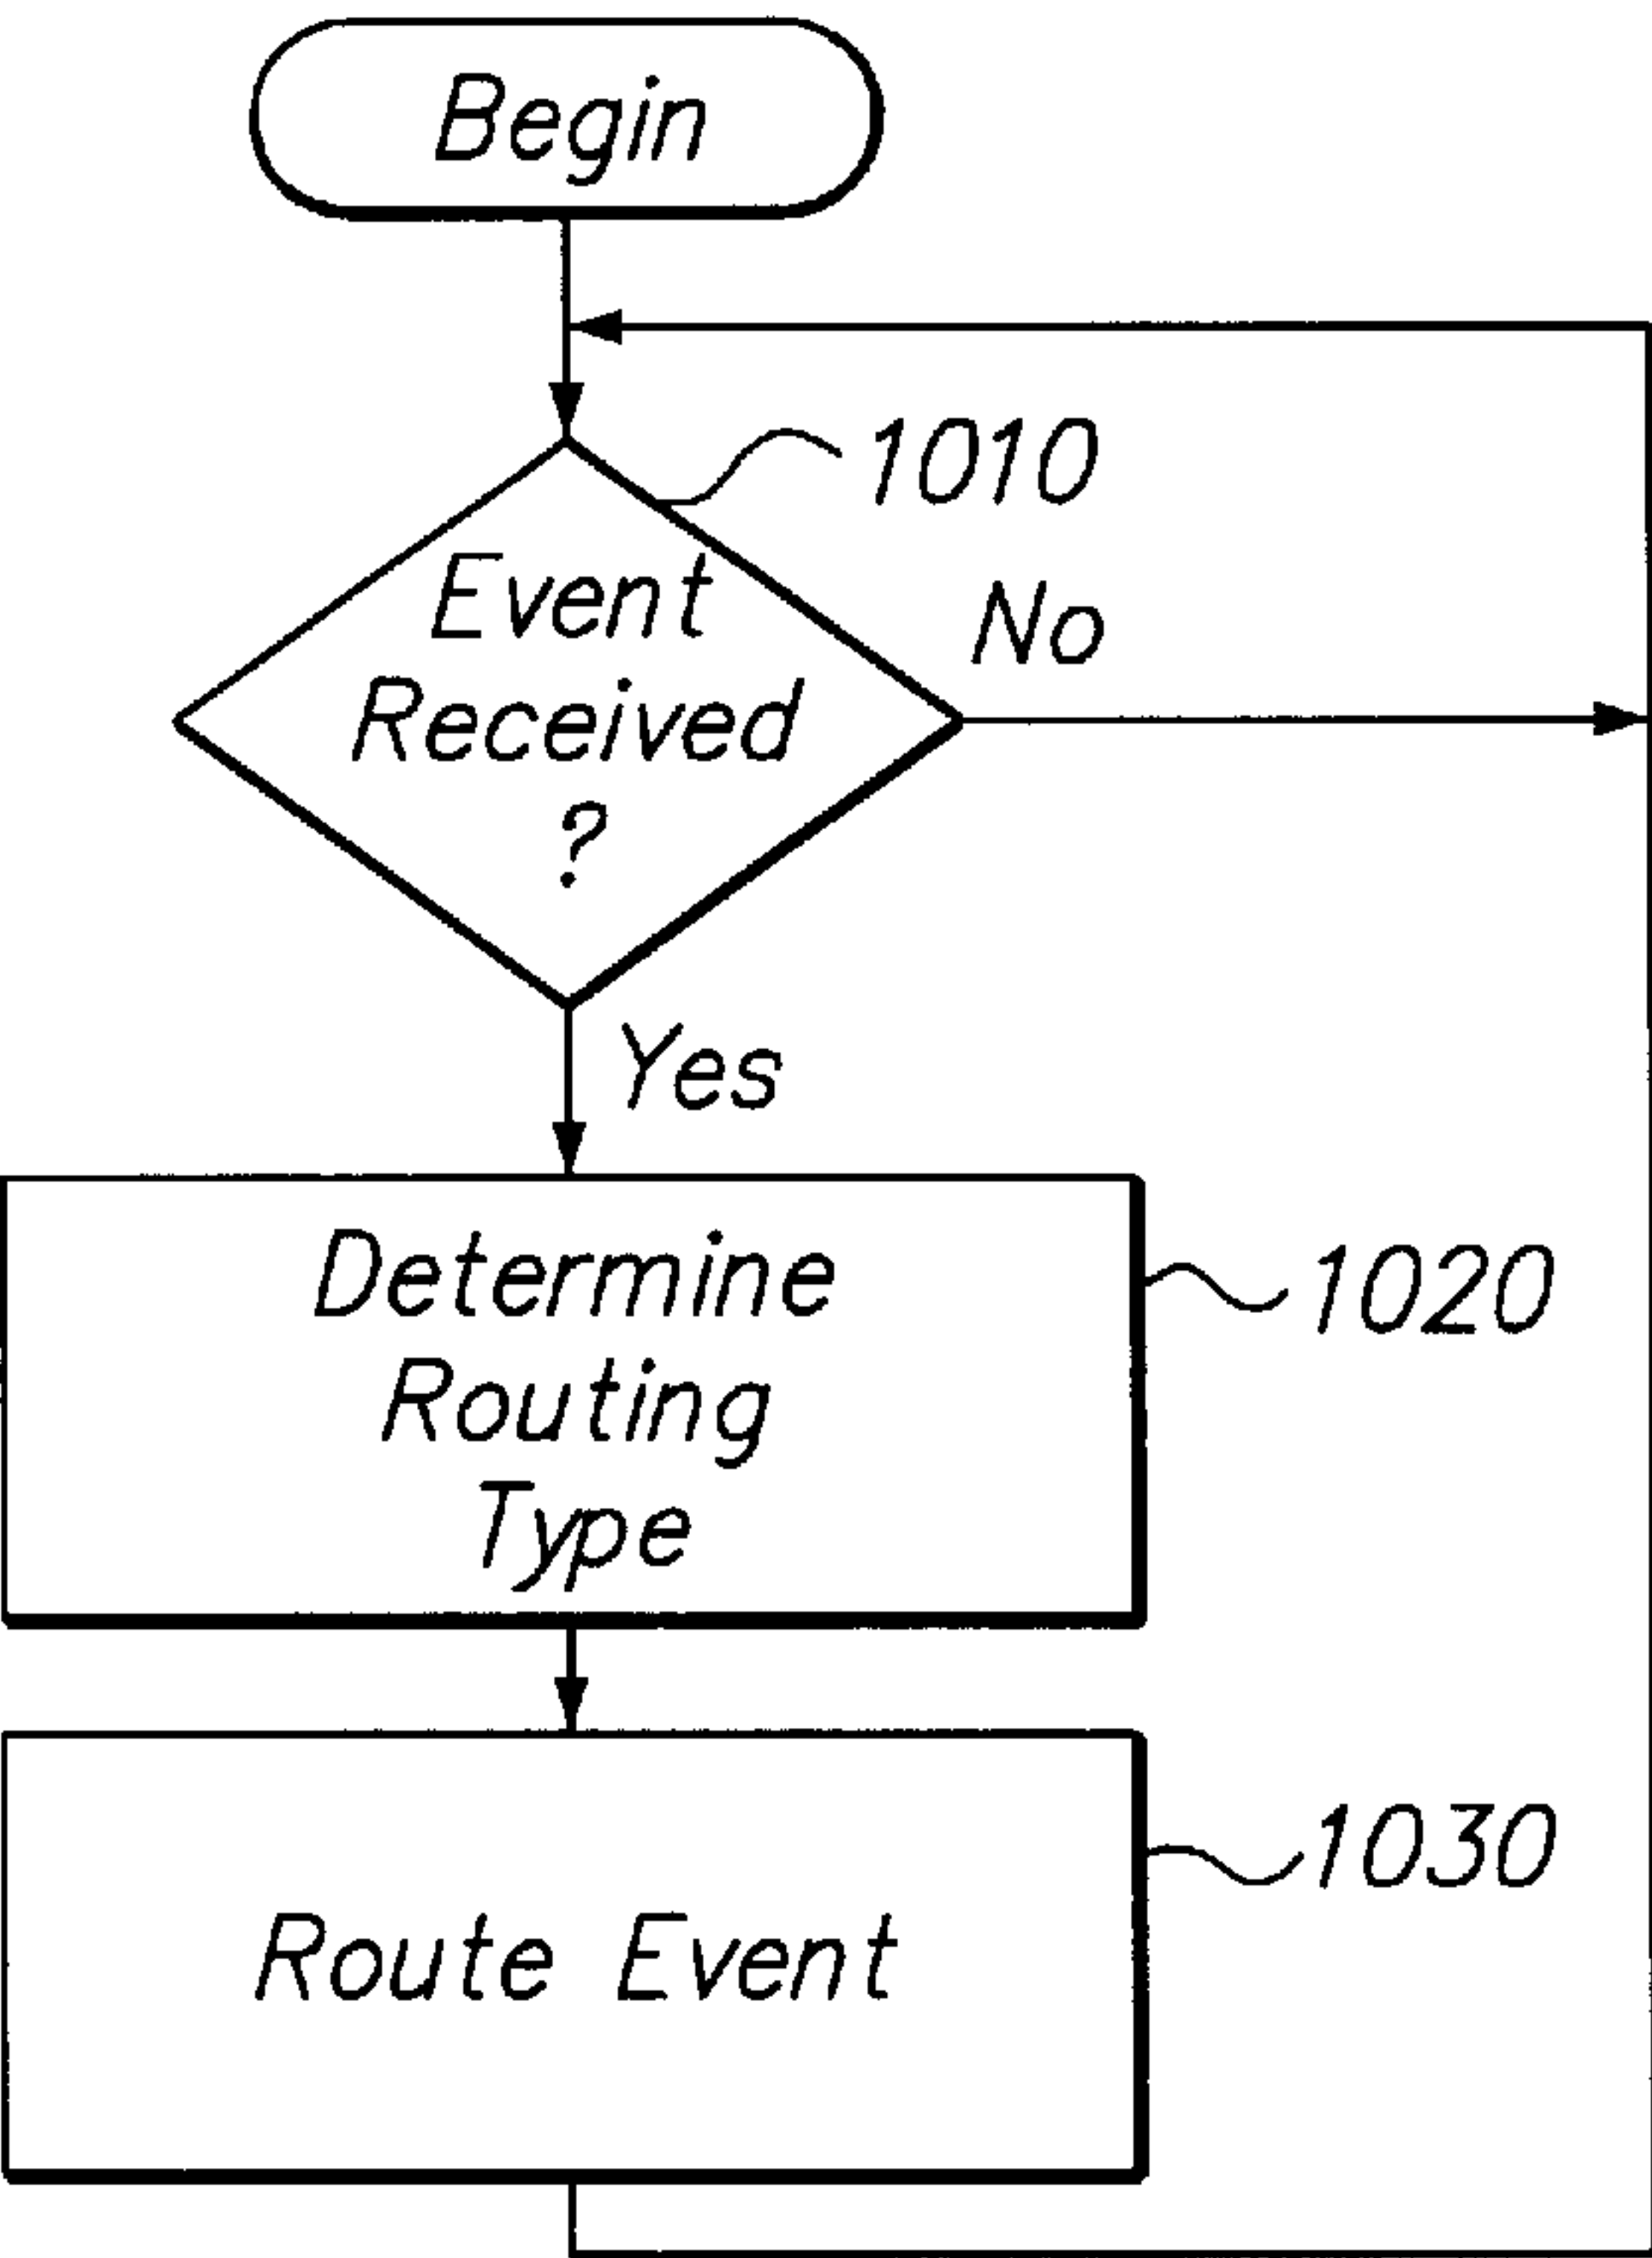 Begin
1010
Event
Received
?
No
Yes
Determine
Routing
Type
1020
1030
Route Event